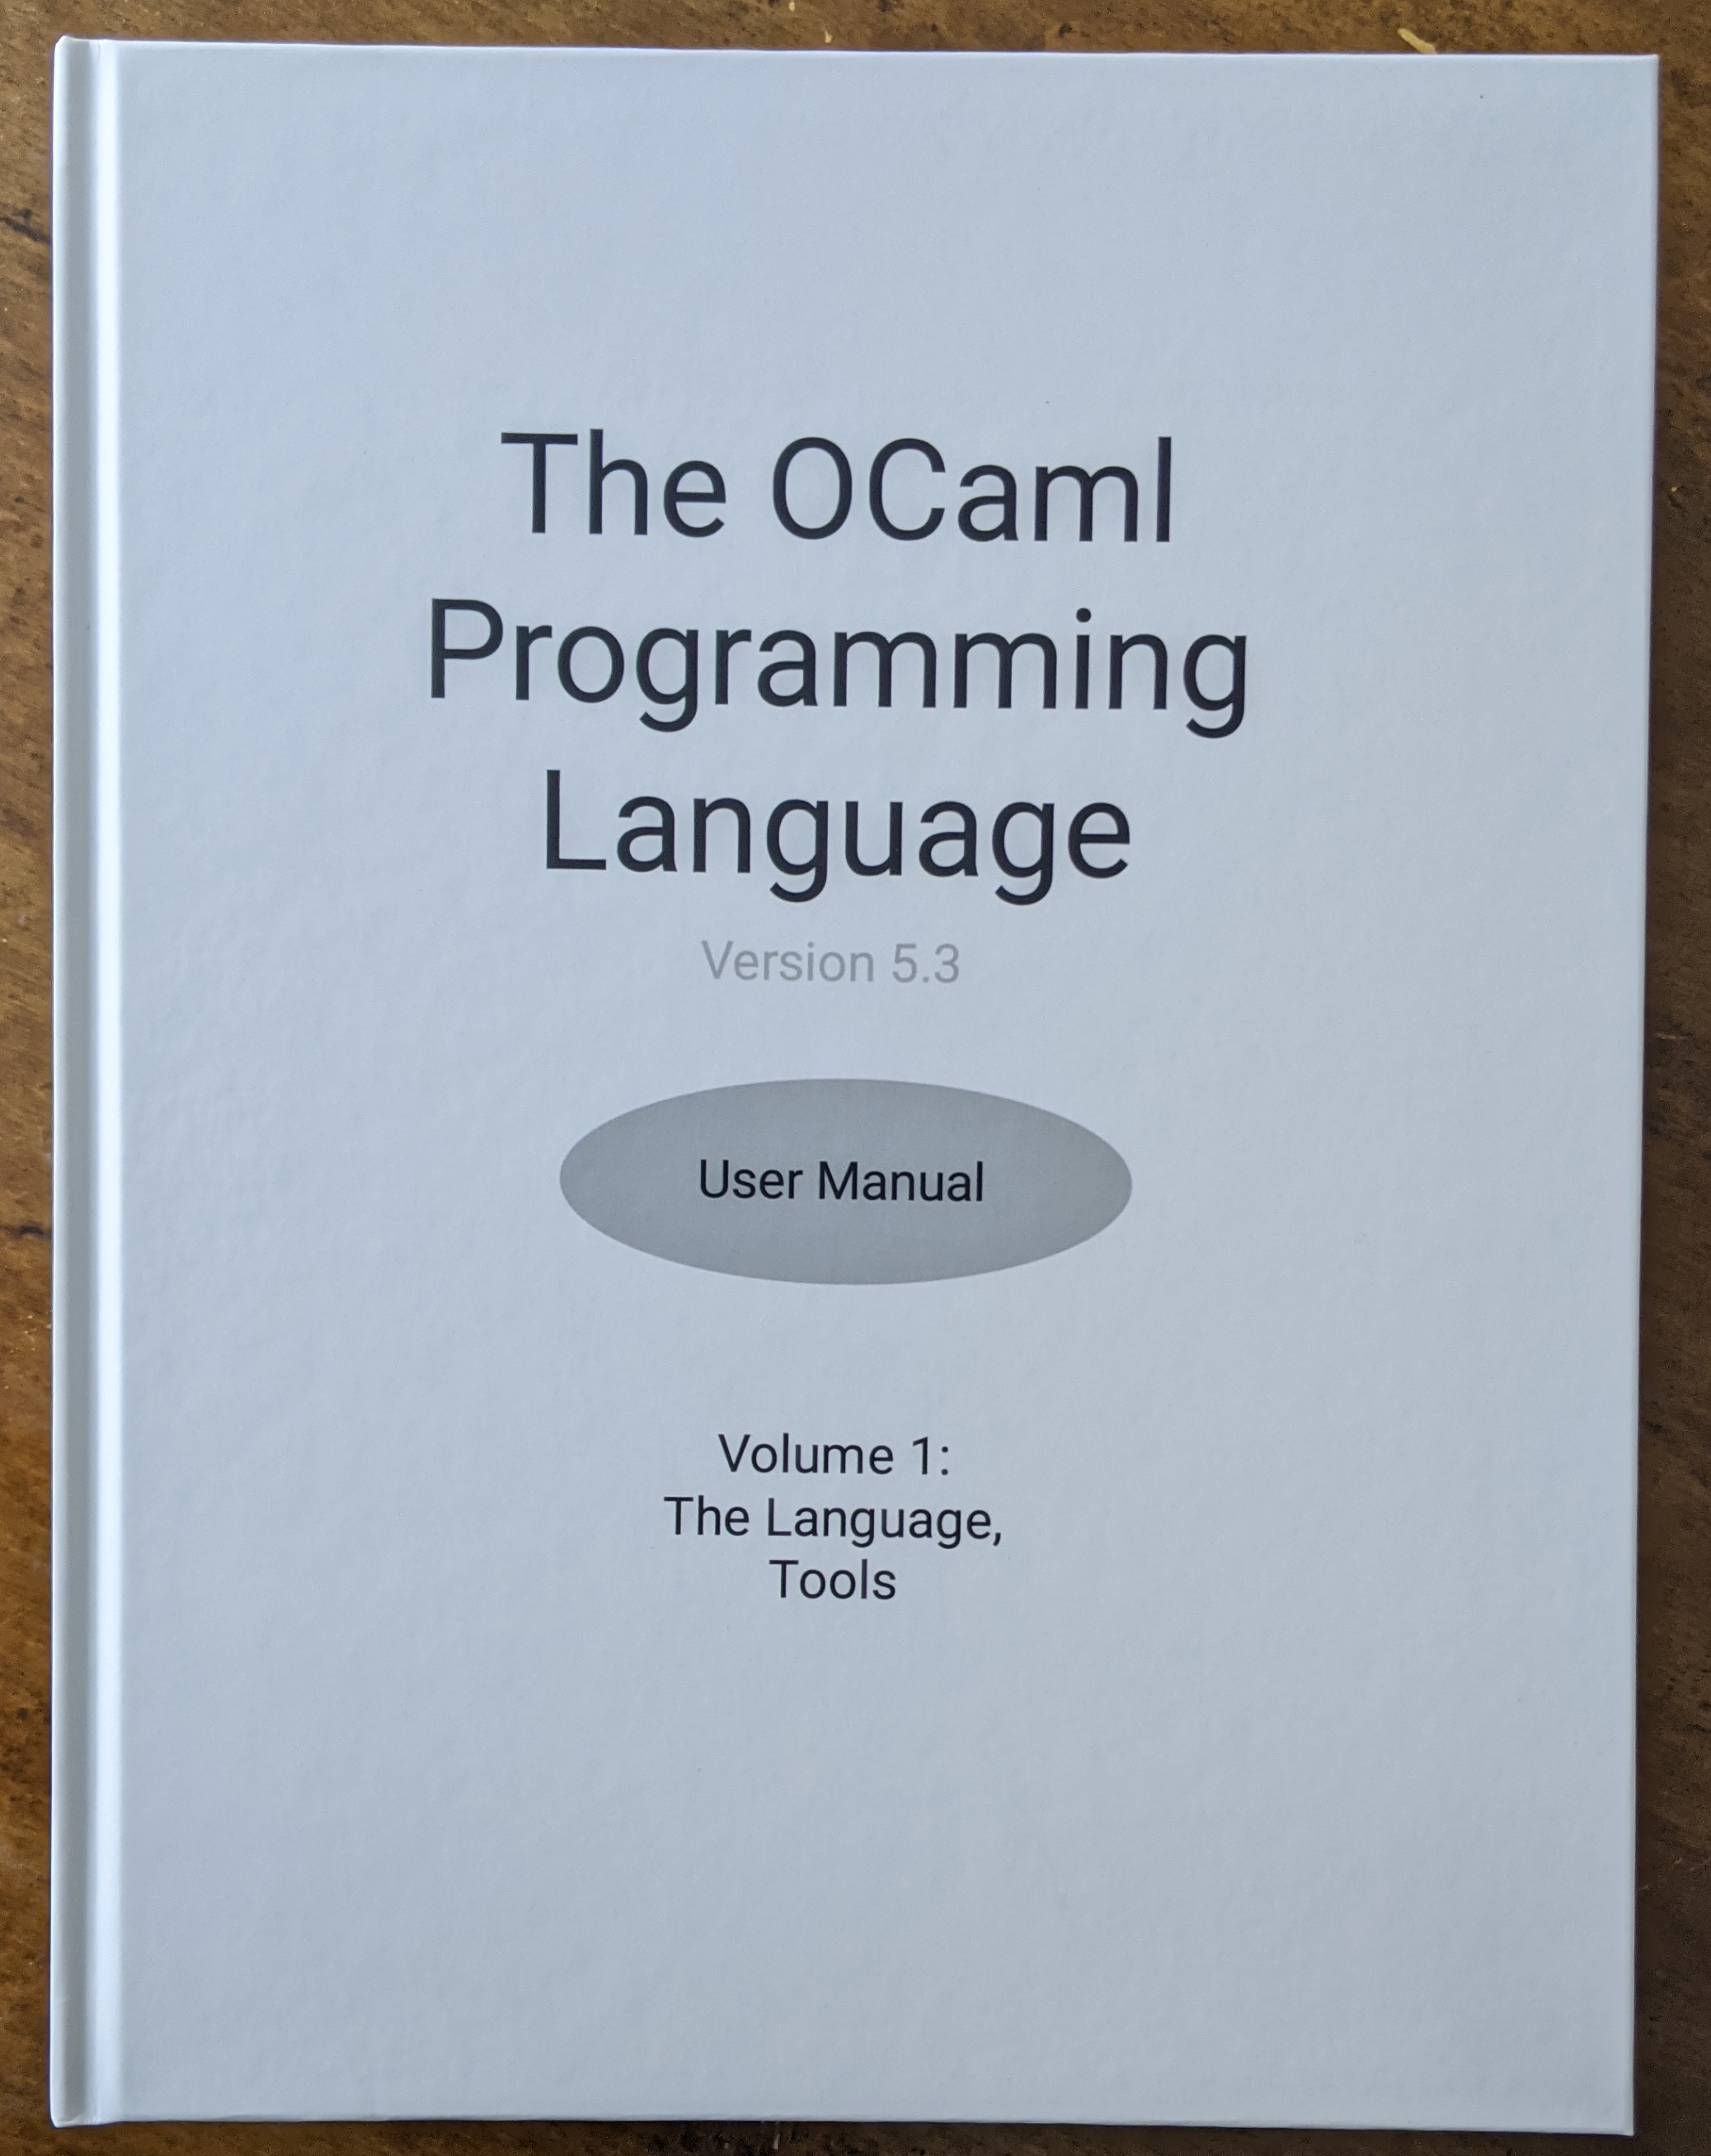 The OCaml
Programming
Language
Version 5.3
User Manual
Volume 1:
The Language,
Tools